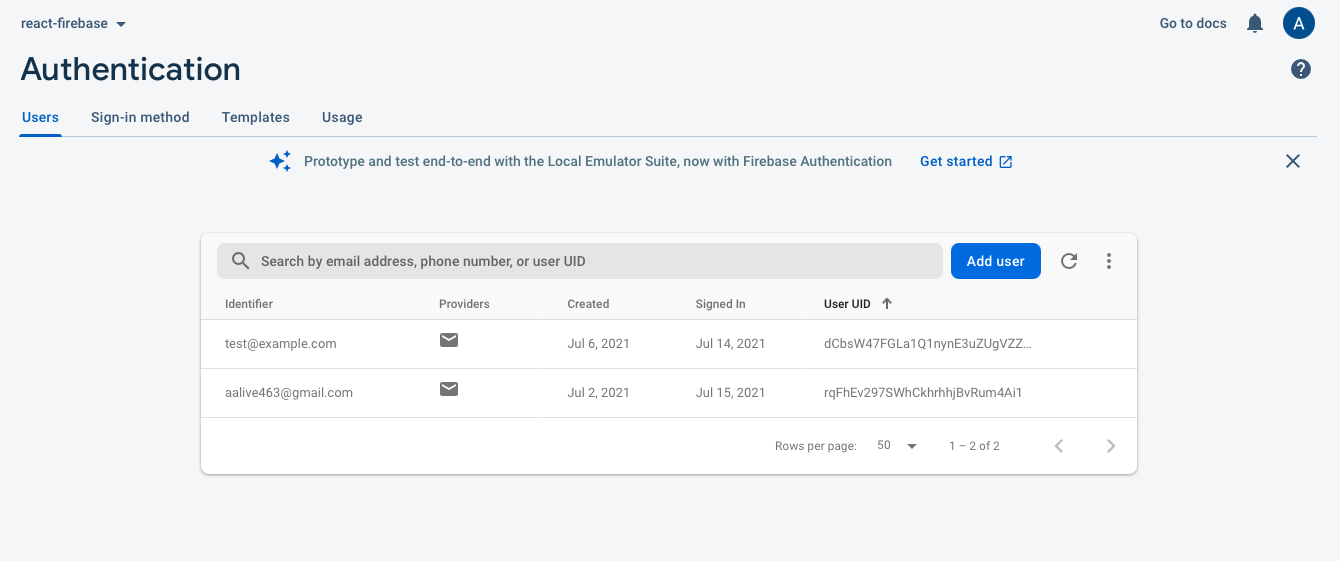 react-firebase
Go to docs
A
Authentication
?
Users Sign-in method Templates Usage
Prototype and test end-to-end with the Local Emulator Suite, now with Firebase Authentication Get started
Search by email address, phone number, or user UID Add user
Identifier Providers Created Signed In User UID
test@example.com Jul 6, 2021 Jul 14, 2021 dCbsW47FGLa1Q1nynE3uZUgVZZ...
aalive463@gmail.com Jul 2, 2021 Jul 15, 2021 rqFhEv297SWhCkhrhhjBvRum4Ai1
Rows per page: 50 1 – 2 of 2